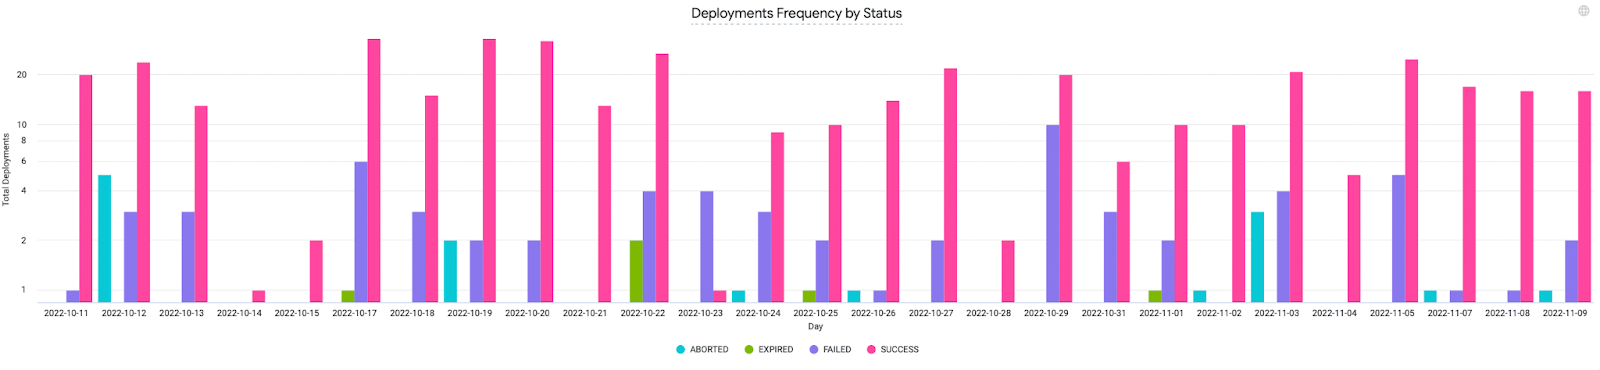 Deployments Frequency by Status
20
10
8
6
4
2
1
Total Deployments
2022-10-11 2022-10-12 2022-10-13 2022-10-14 2022-10-15 2022-10-17 2022-10-18 2022-10-19 2022-10-20 2022-10-21 2022-10-22 2022-10-23 2022-10-24 2022-10-25 2022-10-26 2022-10-27 2022-10-28 2022-10-29 2022-10-31 2022-11-01 2022-11-02 2022-11-03 2022-11-04 2022-11-05 2022-11-07 2022-11-08 2022-11-09
Day
ABORTED EXPIRED FAILED SUCCESS